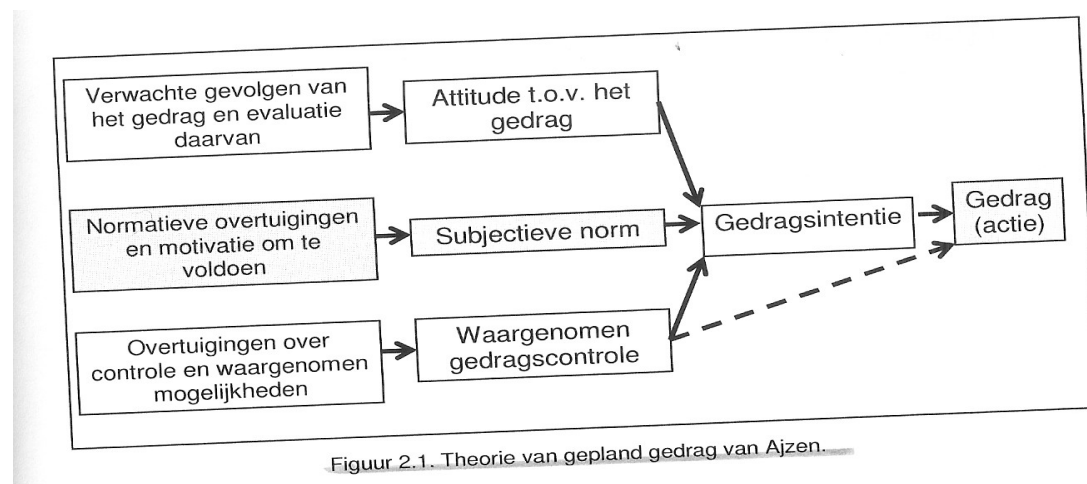 Verwachte gevolgen van
het gedrag en evaluatie
daarvan
Attitude t.o.v. het
gedrag
Normatieve overtuigingen
en motivatie om te
voldoen
Subjectieve norm
Gedragsintentie
Gedrag
(actie)
Overtuigingen over
controle en waargenomen
mogelijkheden
Waargenomen
gedragscontrole
Figuur 2.1. Theorie van gepland gedrag van Ajzen.